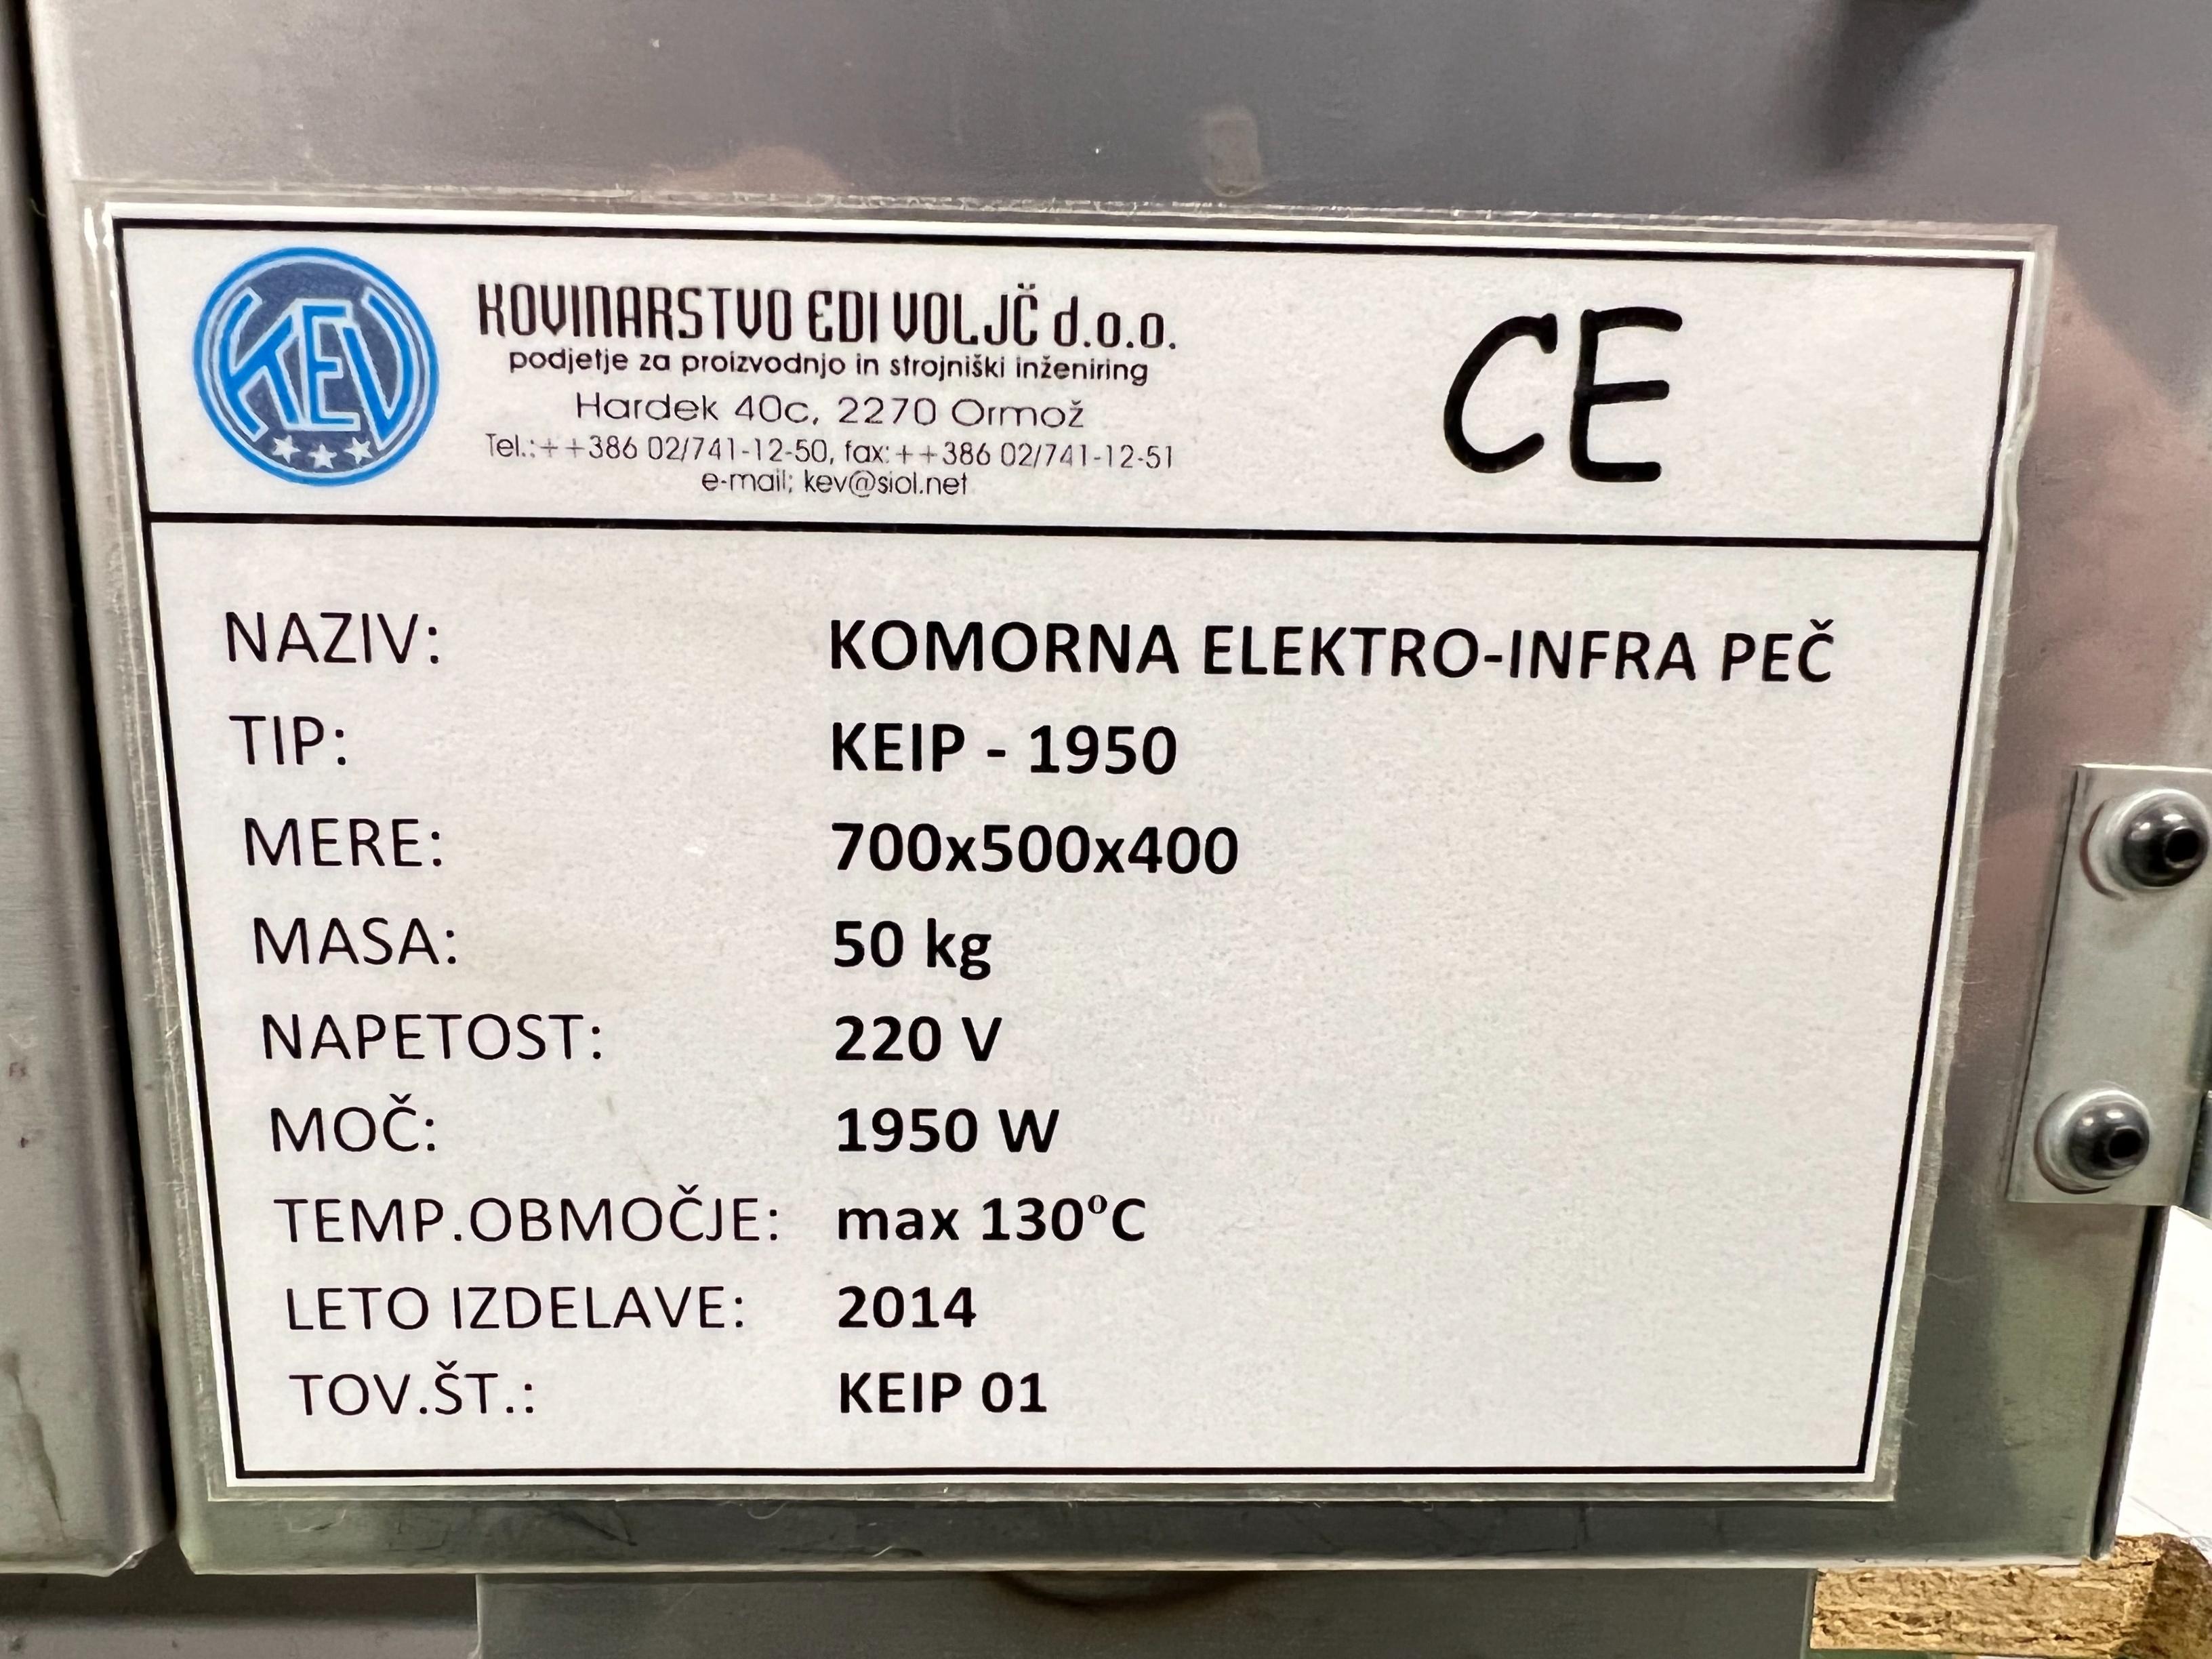 KEV
KOVINARSTVO EDI VOLJČ d.o.o.
podjetje za proizvodnjo in strojniški inženiring
Hardek 40c, 2270 Ormož
Tel.:++386 02/741-12-50, fax:++386 02/741-12-51
e-mail; kev@siol.net
CE
NAZIV: KOMORNA ELEKTRO-INFRA PEČ
TIP: KEIP - 1950
MERE: 700x500x400
MASA: 50 kg
NAPETOST: 220 V
MOČ: 1950 W
TEMP.OBMOČJE: max 130°C
LETO IZDELAVE: 2014
TOV.ŠT.: KEIP 01